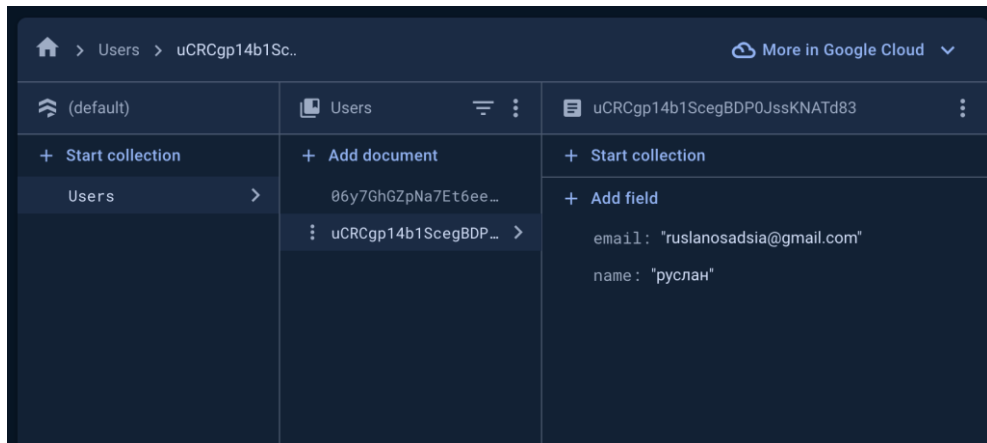 Users
uCRCgp14b1Sc..
More in Google Cloud
(default)
Users
uCRCgp14b1ScegBDP0JssKNATd83
+ Start collection
+ Add document
+ Start collection
Users
06y7GhGZpNa7Et6ee…
+ Add field
uCRCgp14b1ScegBDP…
email: "ruslanosadsia@gmail.com"
name: "руслан"